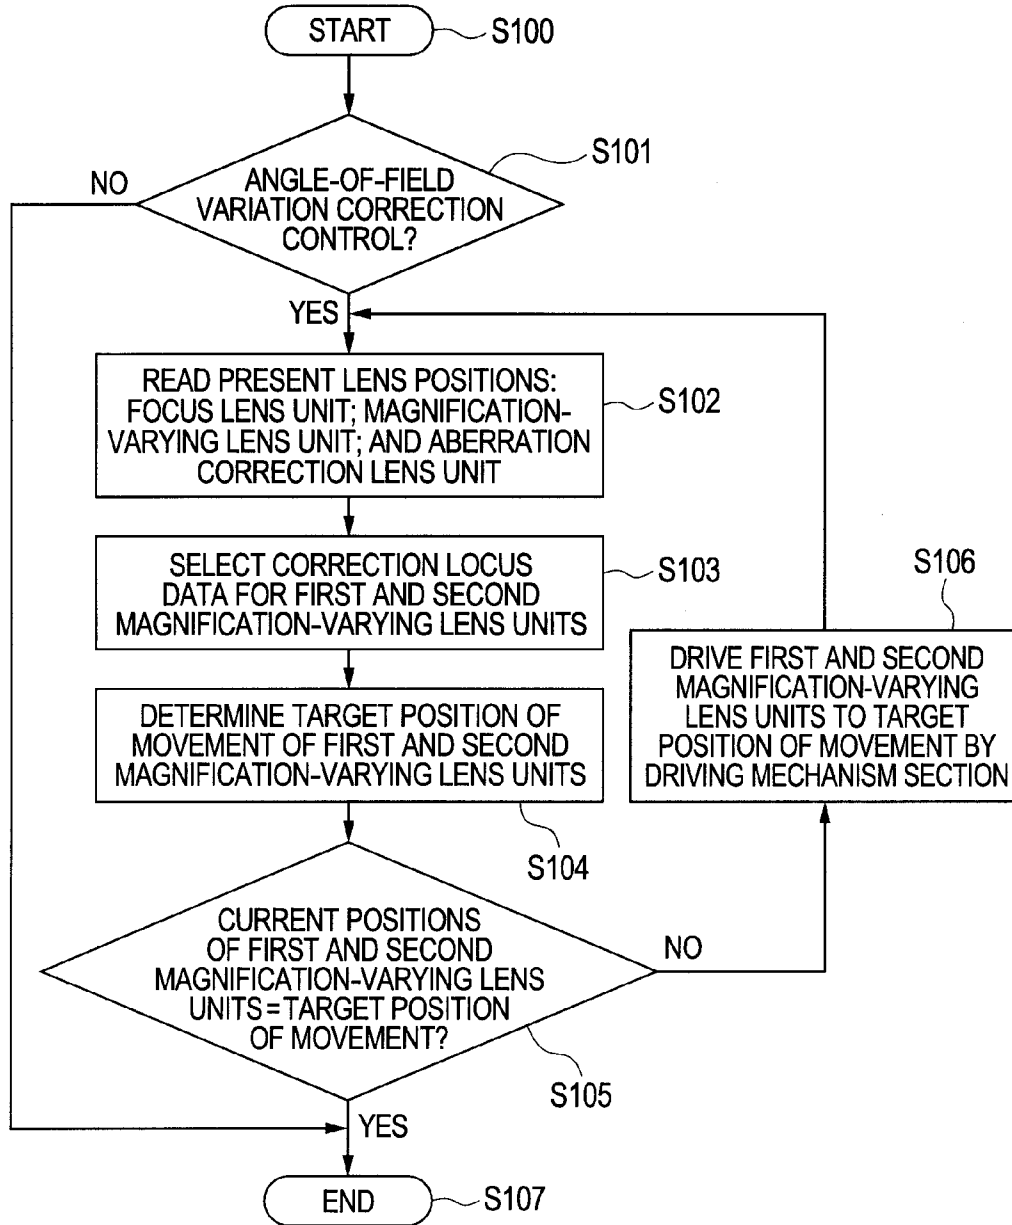 START
S100
S101
NO
ANGLE-OF-FIELD
VARIATION CORRECTION
CONTROL?
YES
READ PRESENT LENS POSITIONS:
FOCUS LENS UNIT; MAGNIFICATION-
VARYING LENS UNIT; AND ABERRATION
CORRECTION LENS UNIT
S102
SELECT CORRECTION LOCUS
DATA FOR FIRST AND SECOND
MAGNIFICATION-VARYING LENS UNITS
S103
S106
DRIVE FIRST AND SECOND
MAGNIFICATION-VARYING
LENS UNITS TO TARGET
POSITION OF MOVEMENT BY
DRIVING MECHANISM SECTION
DETERMINE TARGET POSITION OF
MOVEMENT OF FIRST AND SECOND
MAGNIFICATION-VARYING LENS UNITS
S104
CURRENT POSITIONS
OF FIRST AND SECOND
MAGNIFICATION-VARYING LENS
UNITS=TARGET POSITION
OF MOVEMENT?
NO
S105
YES
END
S107